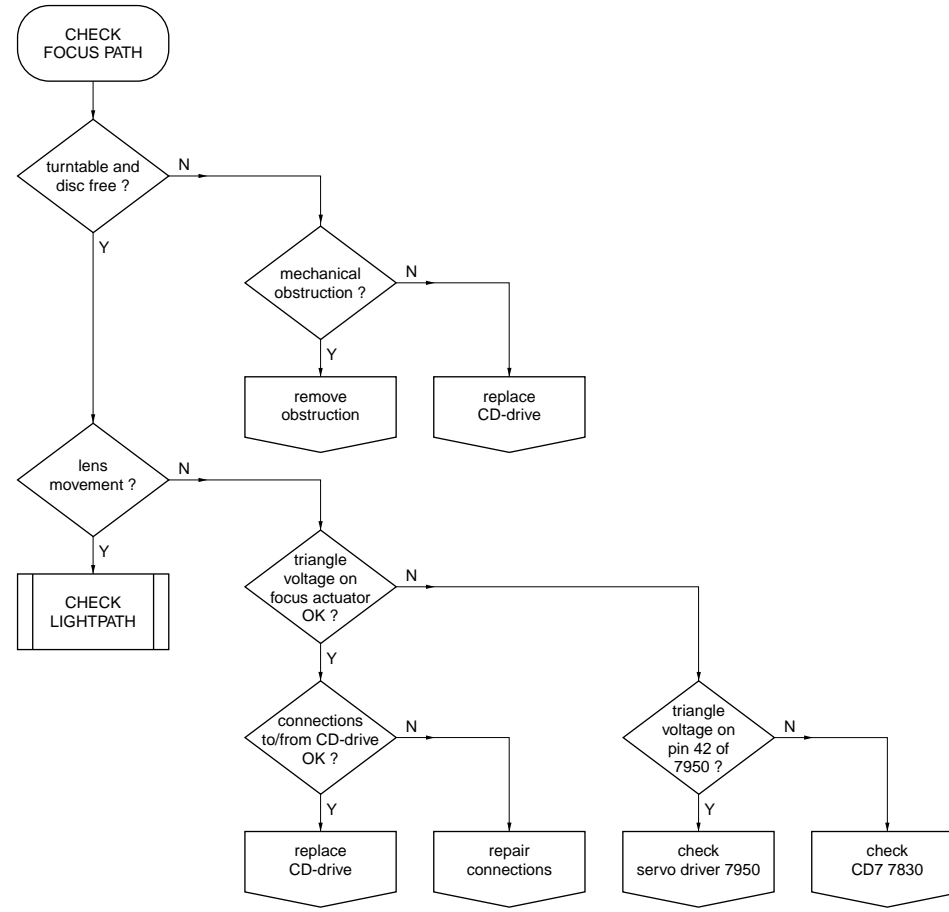 CHECK
FOCUS PATH
turntable and
disc free ?
N
Y
mechanical
obstruction ?
N
Y
remove
obstruction
replace
CD-drive
lens
movement ?
N
Y
CHECK
LIGHTPATH
triangle
voltage on
focus actuator
OK ?
N
Y
connections
to/from CD-drive
OK ?
N
Y
triangle
voltage on
pin 42 of
7950 ?
N
Y
replace
CD-drive
repair
connections
check
servo driver 7950
check
CD7 7830